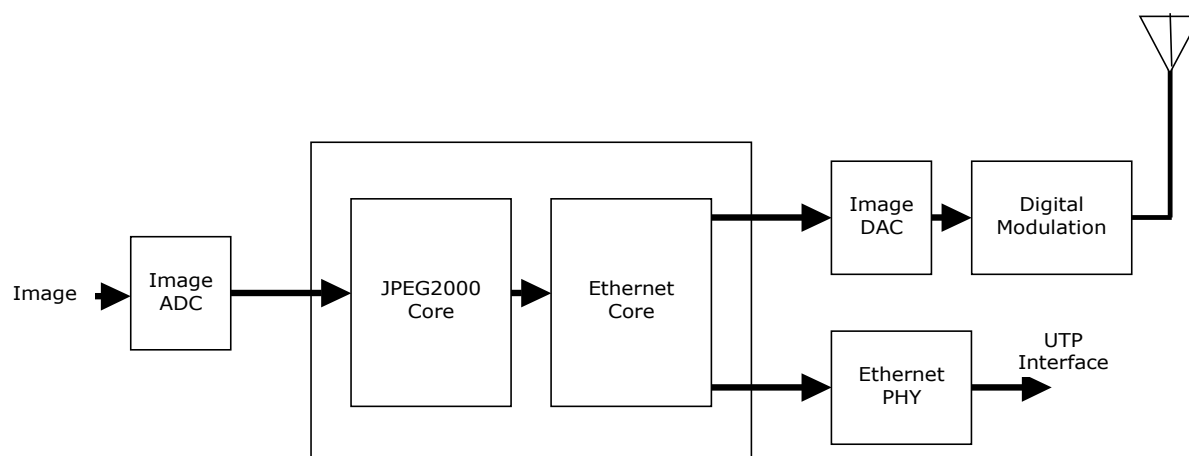 Image
Image
ADC
JPEG2000
Core
Ethernet
Core
Image
DAC
Digital
Modulation
Ethernet
PHY
UTP
Interface